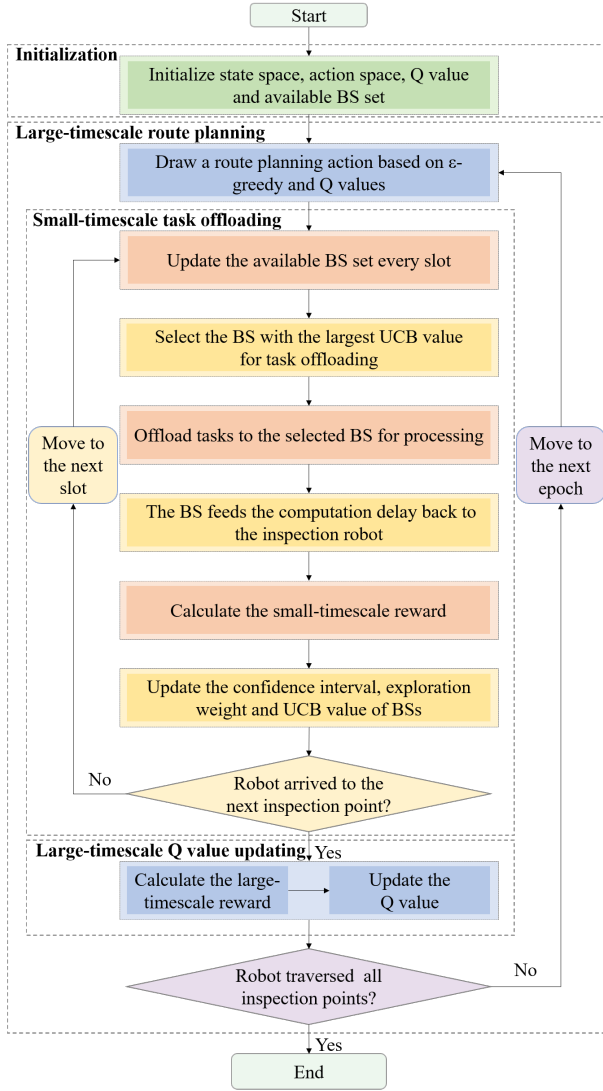 Start
Initialization
Initialize state space, action space, Q value
and available BS set
Large-timescale route planning
Draw a route planning action based on ε-
greedy and Q values
Small-timescale task offloading
Update the available BS set every slot
Select the BS with the largest UCB value
for task offloading
Offload tasks to the selected BS for processing
Move to
the next
slot
Move to
the next
epoch
The BS feeds the computation delay back to
the inspection robot
Calculate the small-timescale reward
Update the confidence interval, exploration
weight and UCB value of BSs
No
Robot arrived to the
next inspection point?
Yes
Large-timescale Q value updating
Calculate the large-
timescale reward
Update the
Q value
No
Robot traversed all
inspection points?
Yes
End